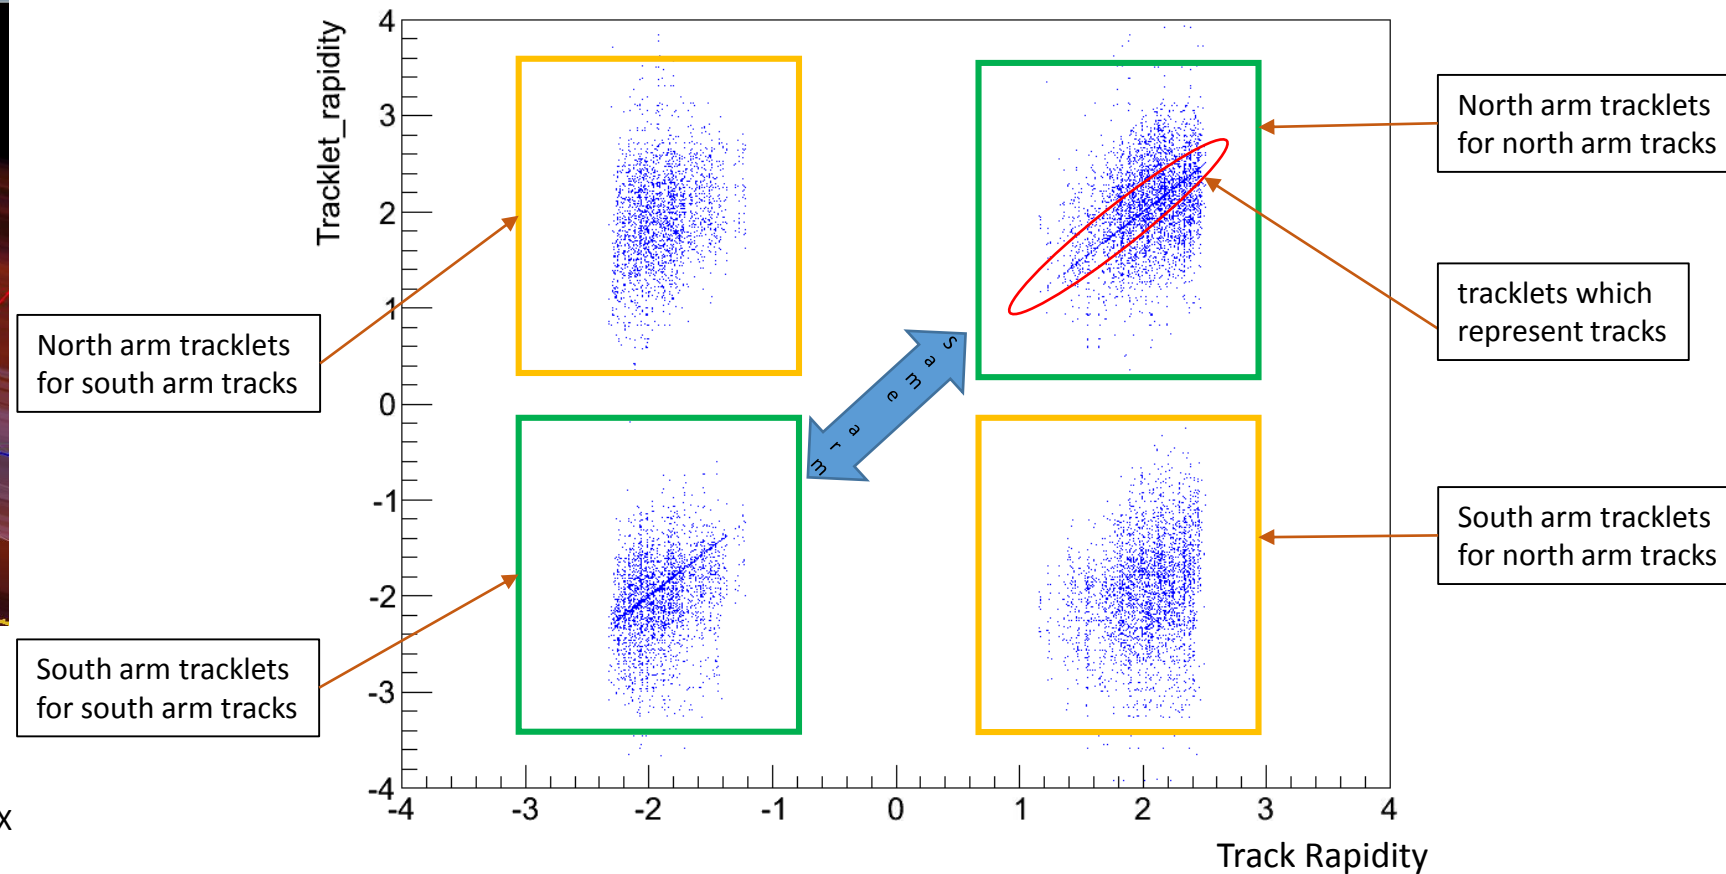 4
3
2
1
0
-1
-2
-3
-4
Tracklet_rapidity
-4
-3
-2
-1
0
1
2
3
4
Track Rapidity
North arm tracklets
for north arm tracks
tracklets which
represent tracks
North arm tracklets
for south arm tracks
Same arm
South arm tracklets
for north arm tracks
South arm tracklets
for south arm tracks
X